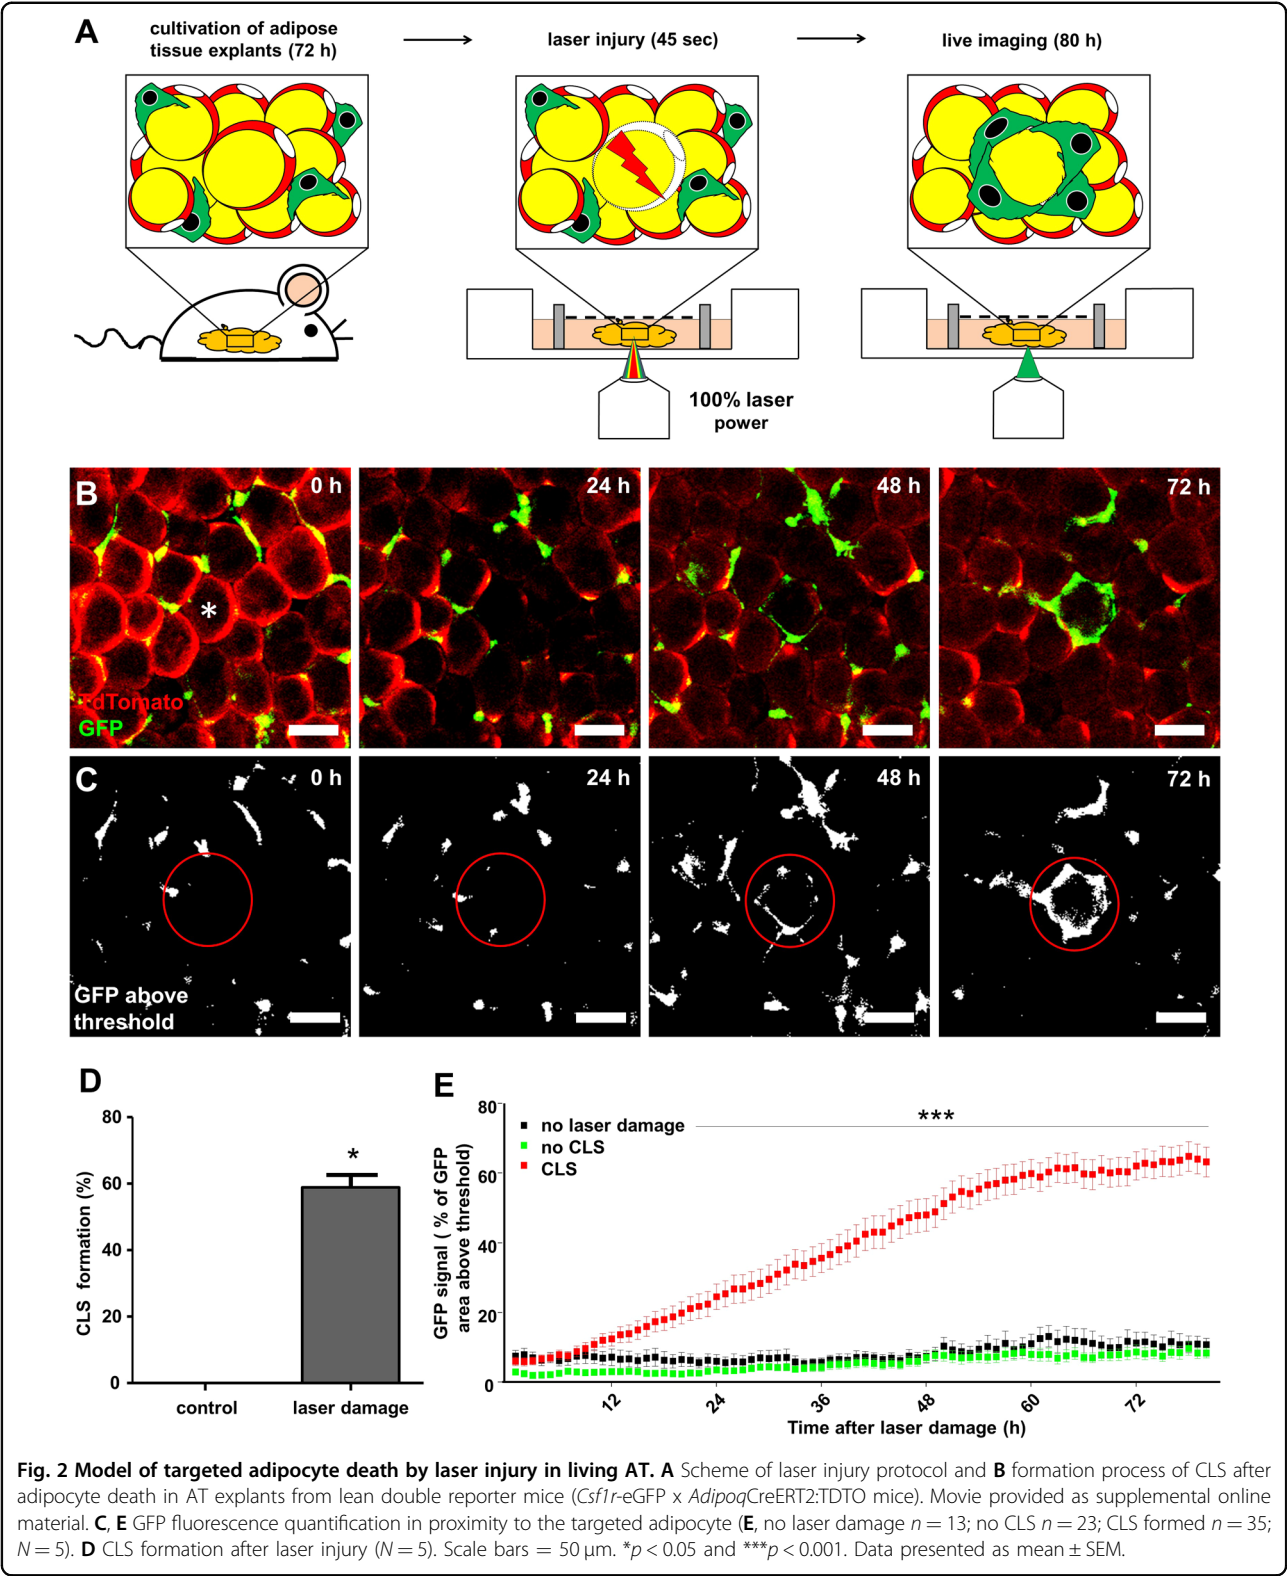 A
cultivation of adipose
tissue explants (72 h)
laser injury (45 sec)
live imaging (80 h)
100% laser
power
B
0 h
24 h
48 h
72 h
TdTomato
GFP
C
0 h
24 h
48 h
72 h
GFP above
threshold
D
CLS formation (%)
80
60
40
20
0
*
control
laser damage
E
GFP signal ( % of GFP
area above threshold)
80
60
40
20
0
no laser damage
no CLS
CLS
***
12
24
36
48
60
72
Time after laser damage (h)
Fig. 2 Model of targeted adipocyte death by laser injury in living AT. A Scheme of laser injury protocol and B formation process of CLS after
adipocyte death in AT explants from lean double reporter mice (Csf1r-eGFP x AdipoqCreERT2:TDTO mice). Movie provided as supplemental online
material. C, E GFP fluorescence quantification in proximity to the targeted adipocyte (E, no laser damage n = 13; no CLS n = 23; CLS formed n = 35;
N = 5). D CLS formation after laser injury (N = 5). Scale bars = 50 µm. *p < 0.05 and ***p < 0.001. Data presented as mean ± SEM.